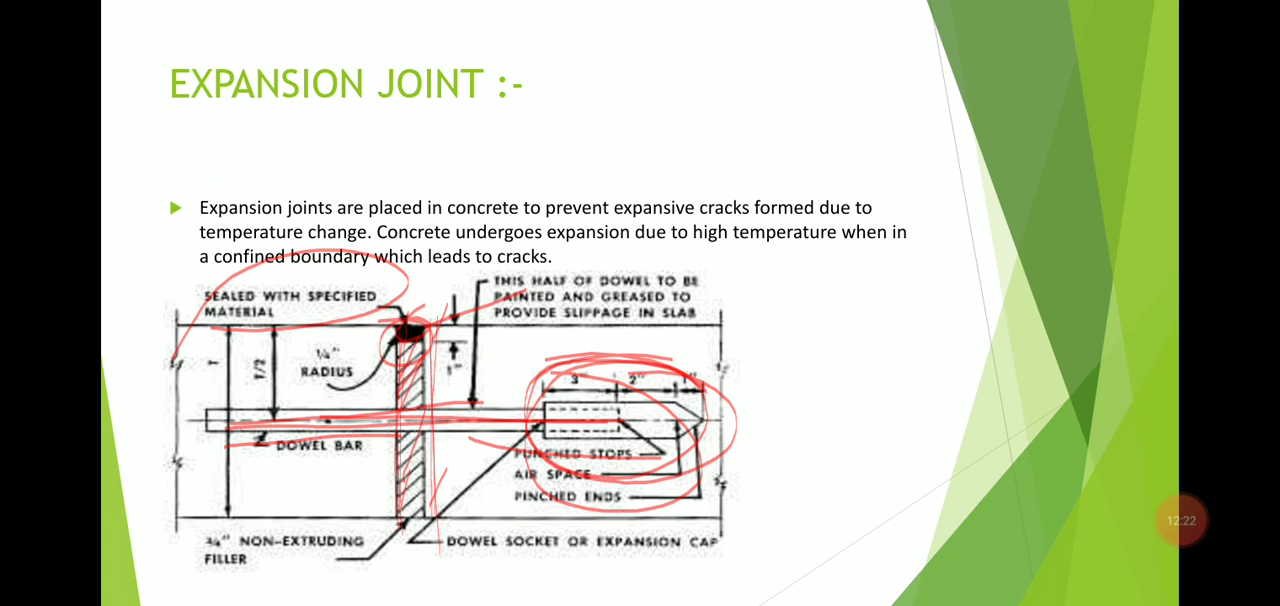 EXPANSION JOINT :-
Expansion joints are placed in concrete to prevent expansive cracks formed due to
temperature change. Concrete undergoes expansion due to high temperature when in
a confined boundary which leads to cracks.
SEALED WITH SPECIFIED
MATERIAL
THIS HALF OF DOWEL TO BE
PAINTED AND GREASED TO
PROVIDE SLIPPAGE IN SLAB
T
T/2
¼"
RADIUS
1"
3"
2"
1"
DOWEL BAR
PUNCHED STOPS
AIR SPACE
PINCHED ENDS
¾" NON-EXTRUDING
FILLER
DOWEL SOCKET OR EXPANSION CAP
12:22